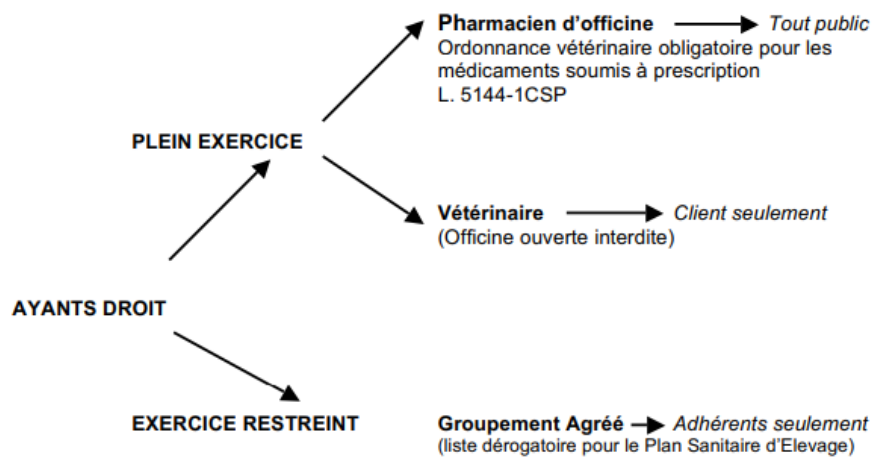 Pharmacien d'officine Tout public
Ordonnance vétérinaire obligatoire pour les
médicaments soumis à prescription
L. 5144-1CSP
PLEIN EXERCICE
Vétérinaire Client seulement
(Officine ouverte interdite)
AYANTS DROIT
EXERCICE RESTREINT Groupement Agréé Adhérents seulement
(liste dérogatoire pour le Plan Sanitaire d'Elevage)